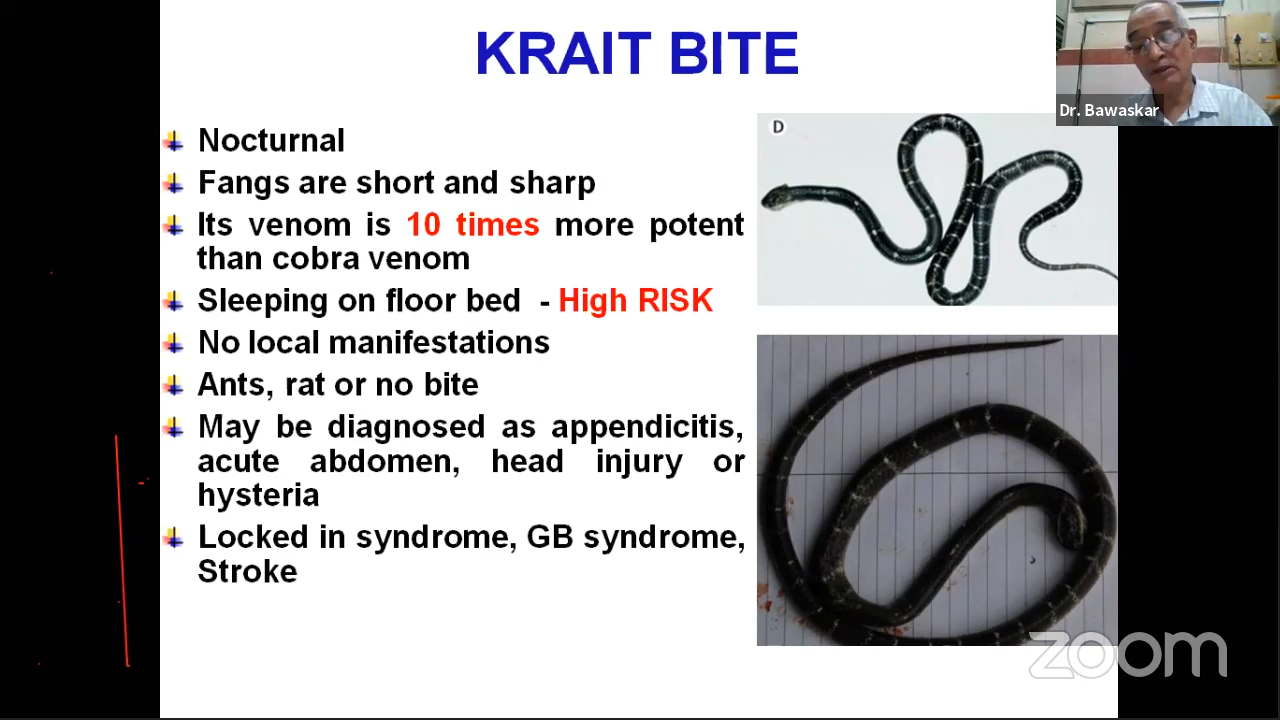 KRAIT BITE
Dr. Bawaskar
D
Nocturnal
Fangs are short and sharp
Its venom is 10 times more potent
than cobra venom
Sleeping on floor bed - High RISK
No local manifestations
Ants, rat or no bite
May be diagnosed as appendicitis,
acute abdomen, head injury or
hysteria
Locked in syndrome, GB syndrome,
Stroke
zoom